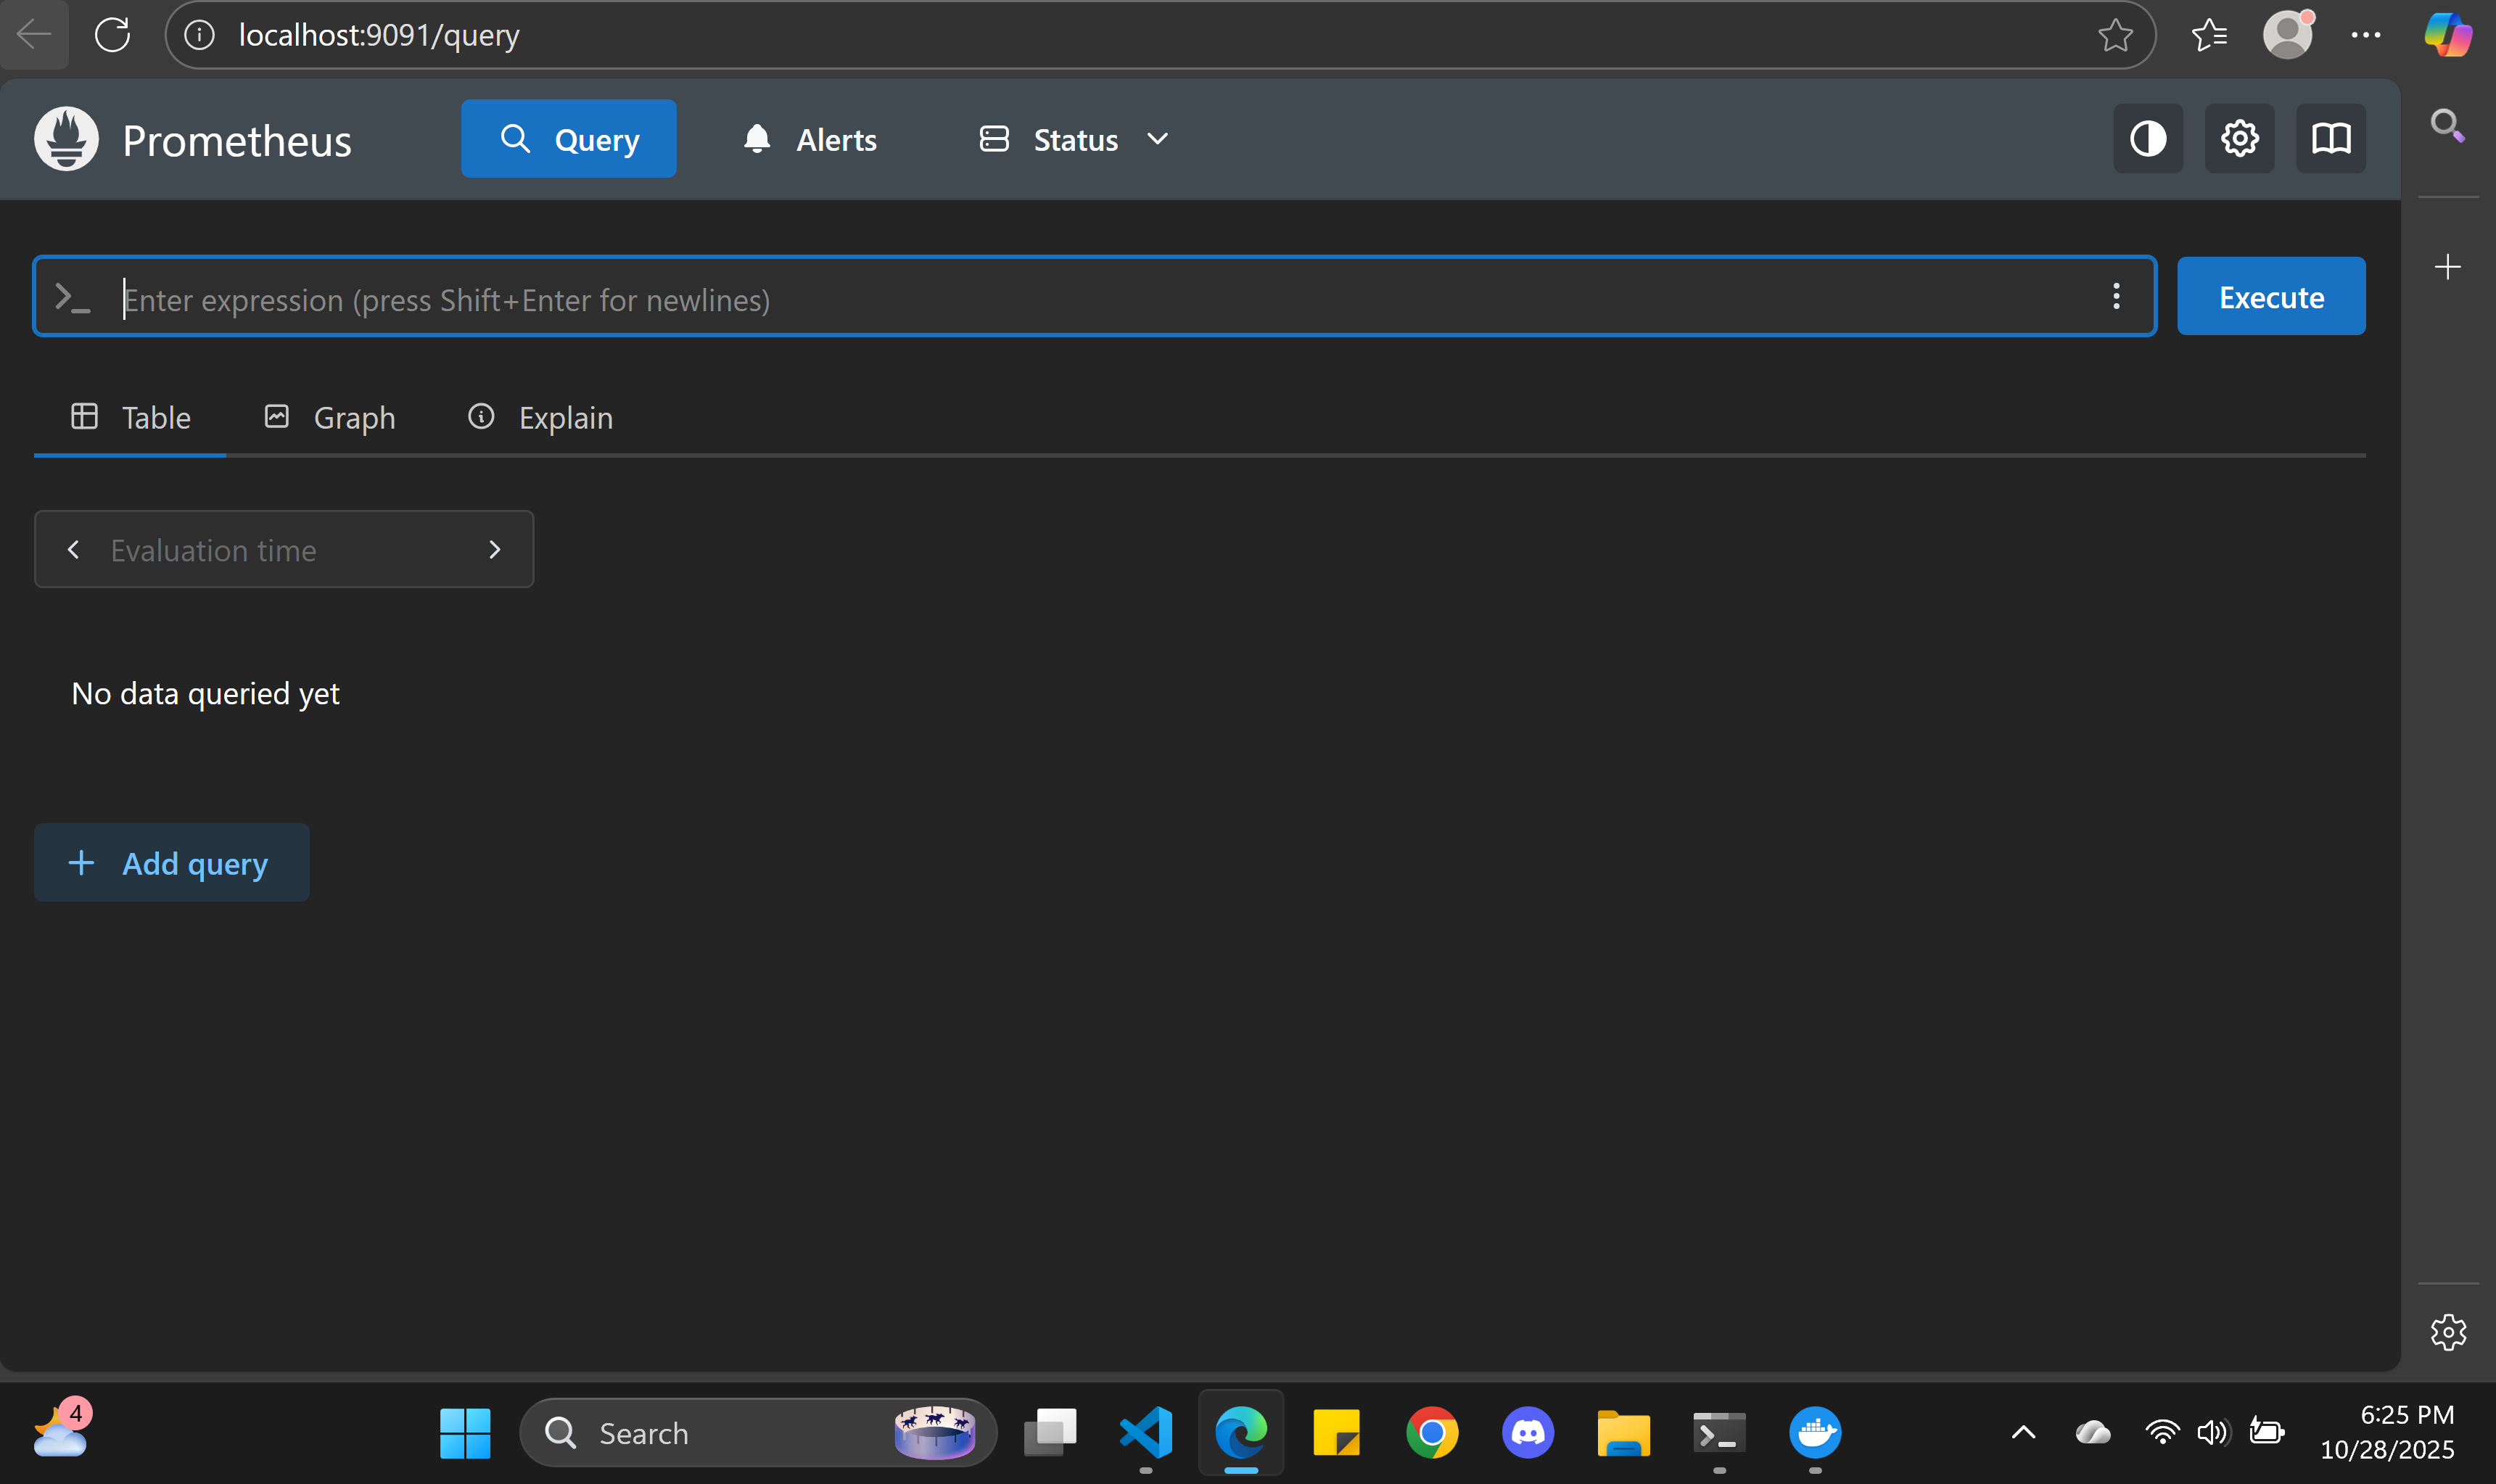 localhost:9091/query
Prometheus
Query
Alerts
Status
Enter expression (press Shift+Enter for newlines)
Execute
Table
Graph
Explain
Evaluation time
No data queried yet
Add query
4
Search
6:25 PM
10/28/2025